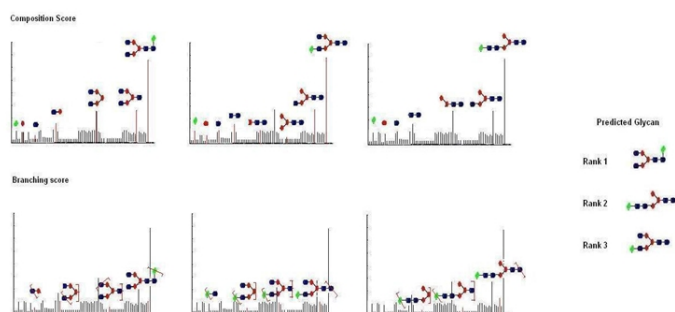 Composition Score
Predicted Glycan
Rank 1
Branching score
Rank 2
Rank 3